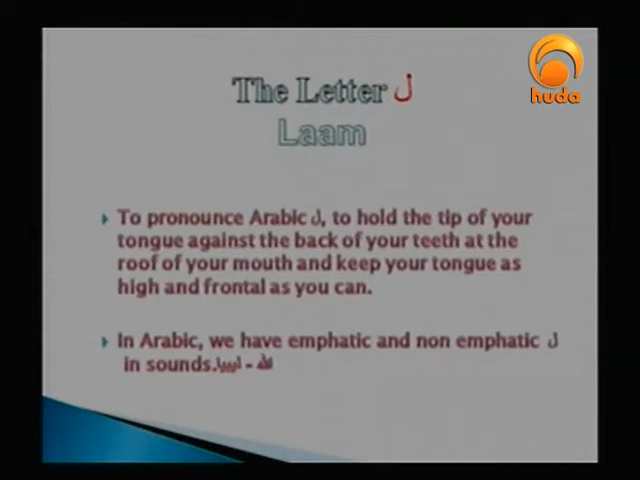 The Letter ل
huda
Laam
To pronounce Arabic ل, to hold the tip of your
tongue against the back of your teeth at the
roof of your mouth and keep your tongue as
high and frontal as you can.
In Arabic, we have emphatic and non emphatic ل
in sounds. - الله